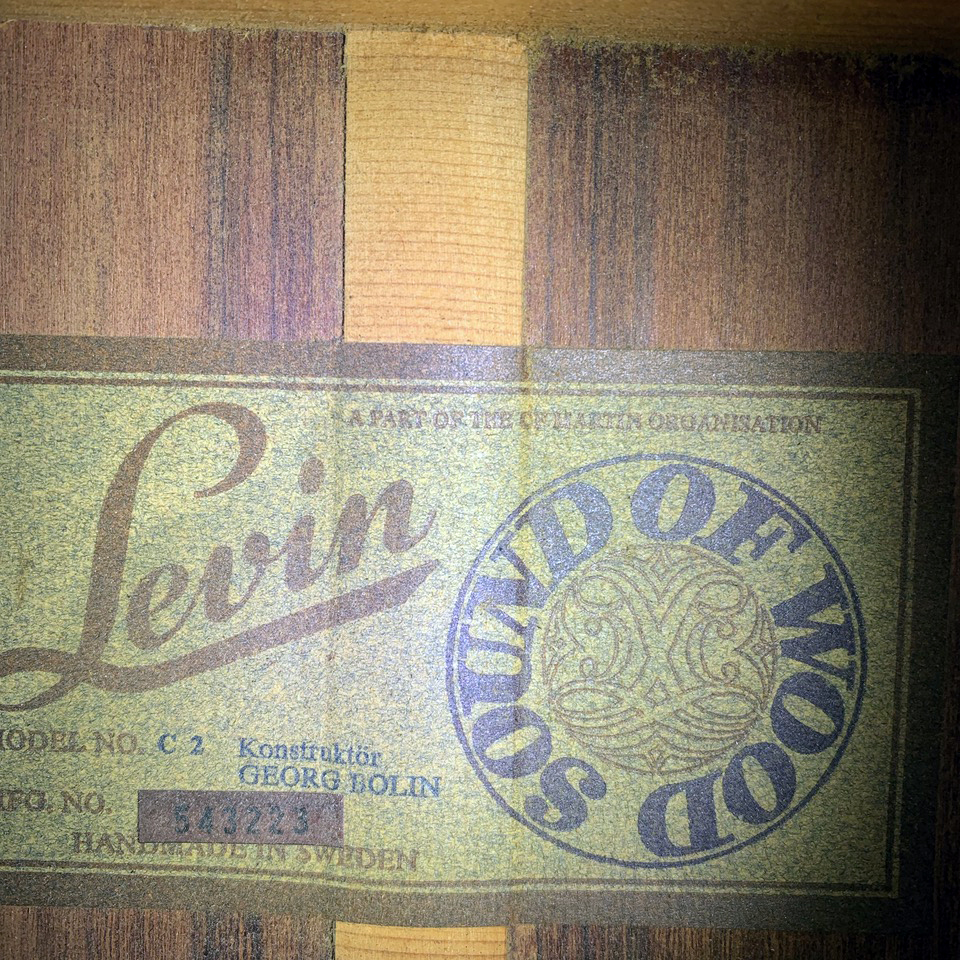 A PART OF THE CF MARTIN ORGANISATION
Levin
SOUND OF WOOD
MODEL NO. C 2
Konstruktör
GEORG BOLIN
MFG. NO. 543223
HANDMADE IN SWEDEN